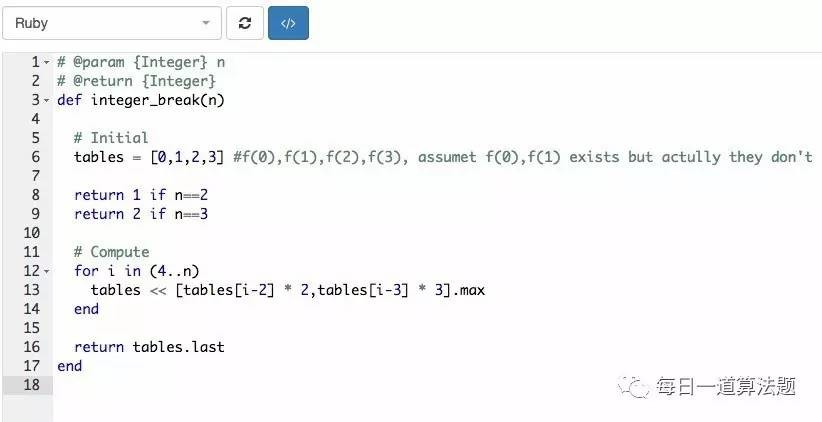 Ruby
</>
1 # @param {Integer} n
2 # @return {Integer}
3 def integer_break(n)
4
5   # Initial
6   tables = [0,1,2,3] #f(0),f(1),f(2),f(3), assumet f(0),f(1) exists but actully they don't
7
8   return 1 if n==2
9   return 2 if n==3
10
11   # Compute
12   for i in (4..n)
13     tables << [tables[i-2] * 2,tables[i-3] * 3].max
14   end
15
16   return tables.last
17 end
18
每日一道算法题